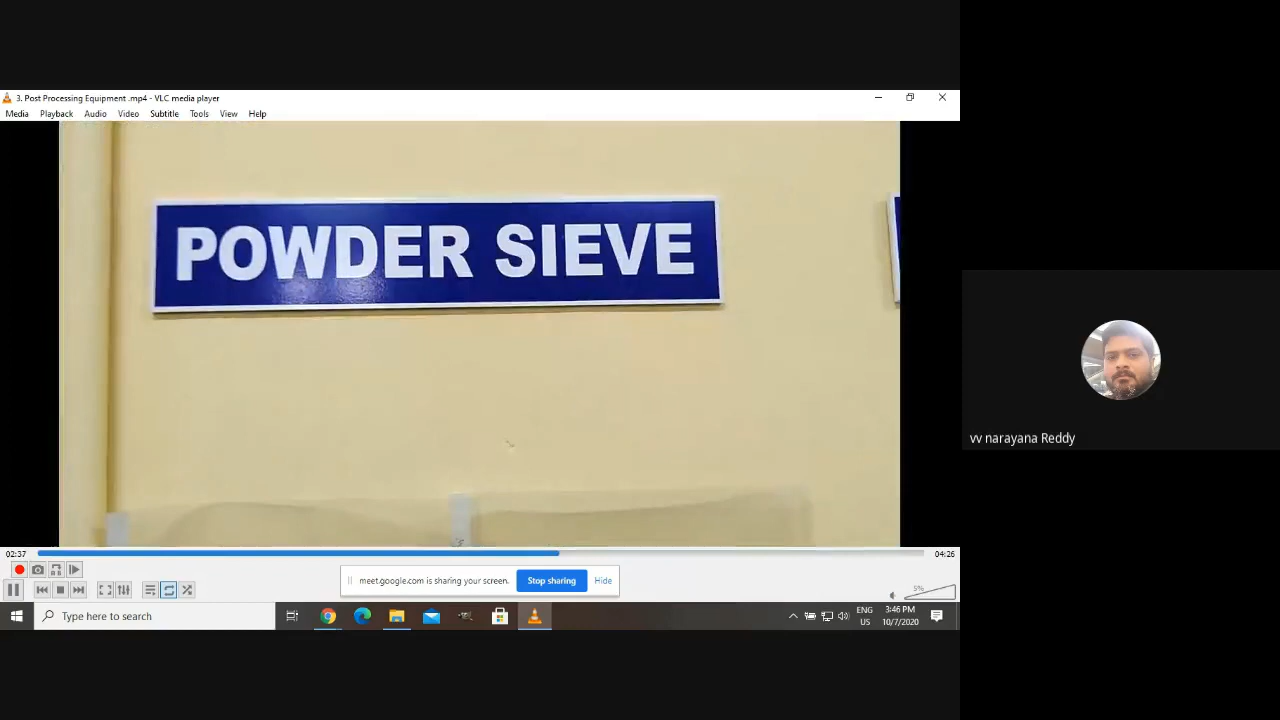 3. Post Processing Equipment .mp4 - VLC media player
Media Playback Audio Video Subtitle Tools View Help
POWDER SIEVE
vv narayana Reddy
02:37
04:26
meet.google.com is sharing your screen. Stop sharing Hide
5%
Type here to search
ENG
US
3:46 PM
10/7/2020